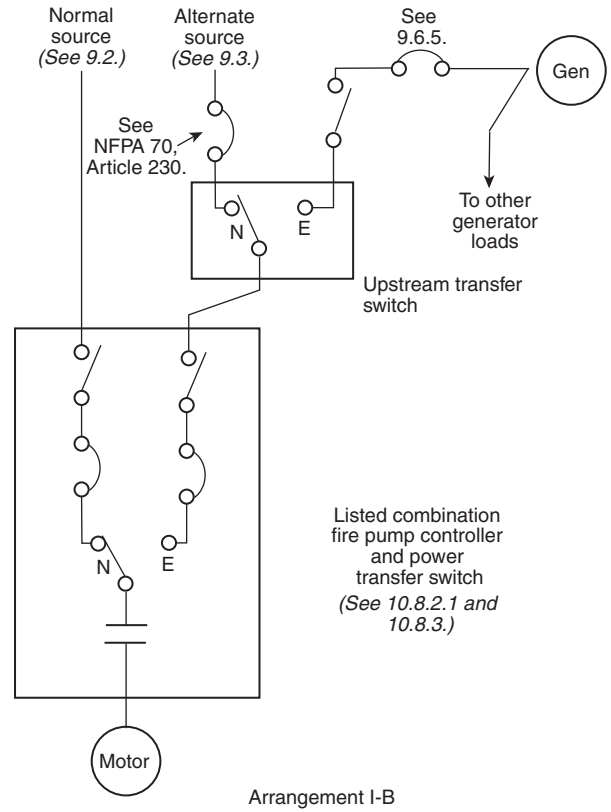 Normal
source
(See 9.2.)
Alternate
source
(See 9.3.)
See
9.6.5.
Gen
See
NFPA 70,
Article 230.
To other
generator
loads
N
E
Upstream transfer
switch
Listed combination
fire pump controller
and power
transfer switch
(See 10.8.2.1 and
10.8.3.)
N
E
Motor
Arrangement I-B